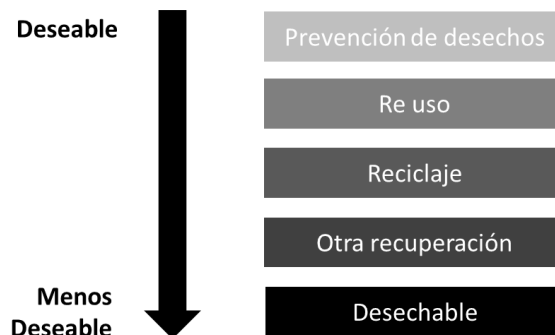 Deseable
Prevención de desechos
Re uso
Reciclaje
Otra recuperación
Menos
Deseable
Desechable